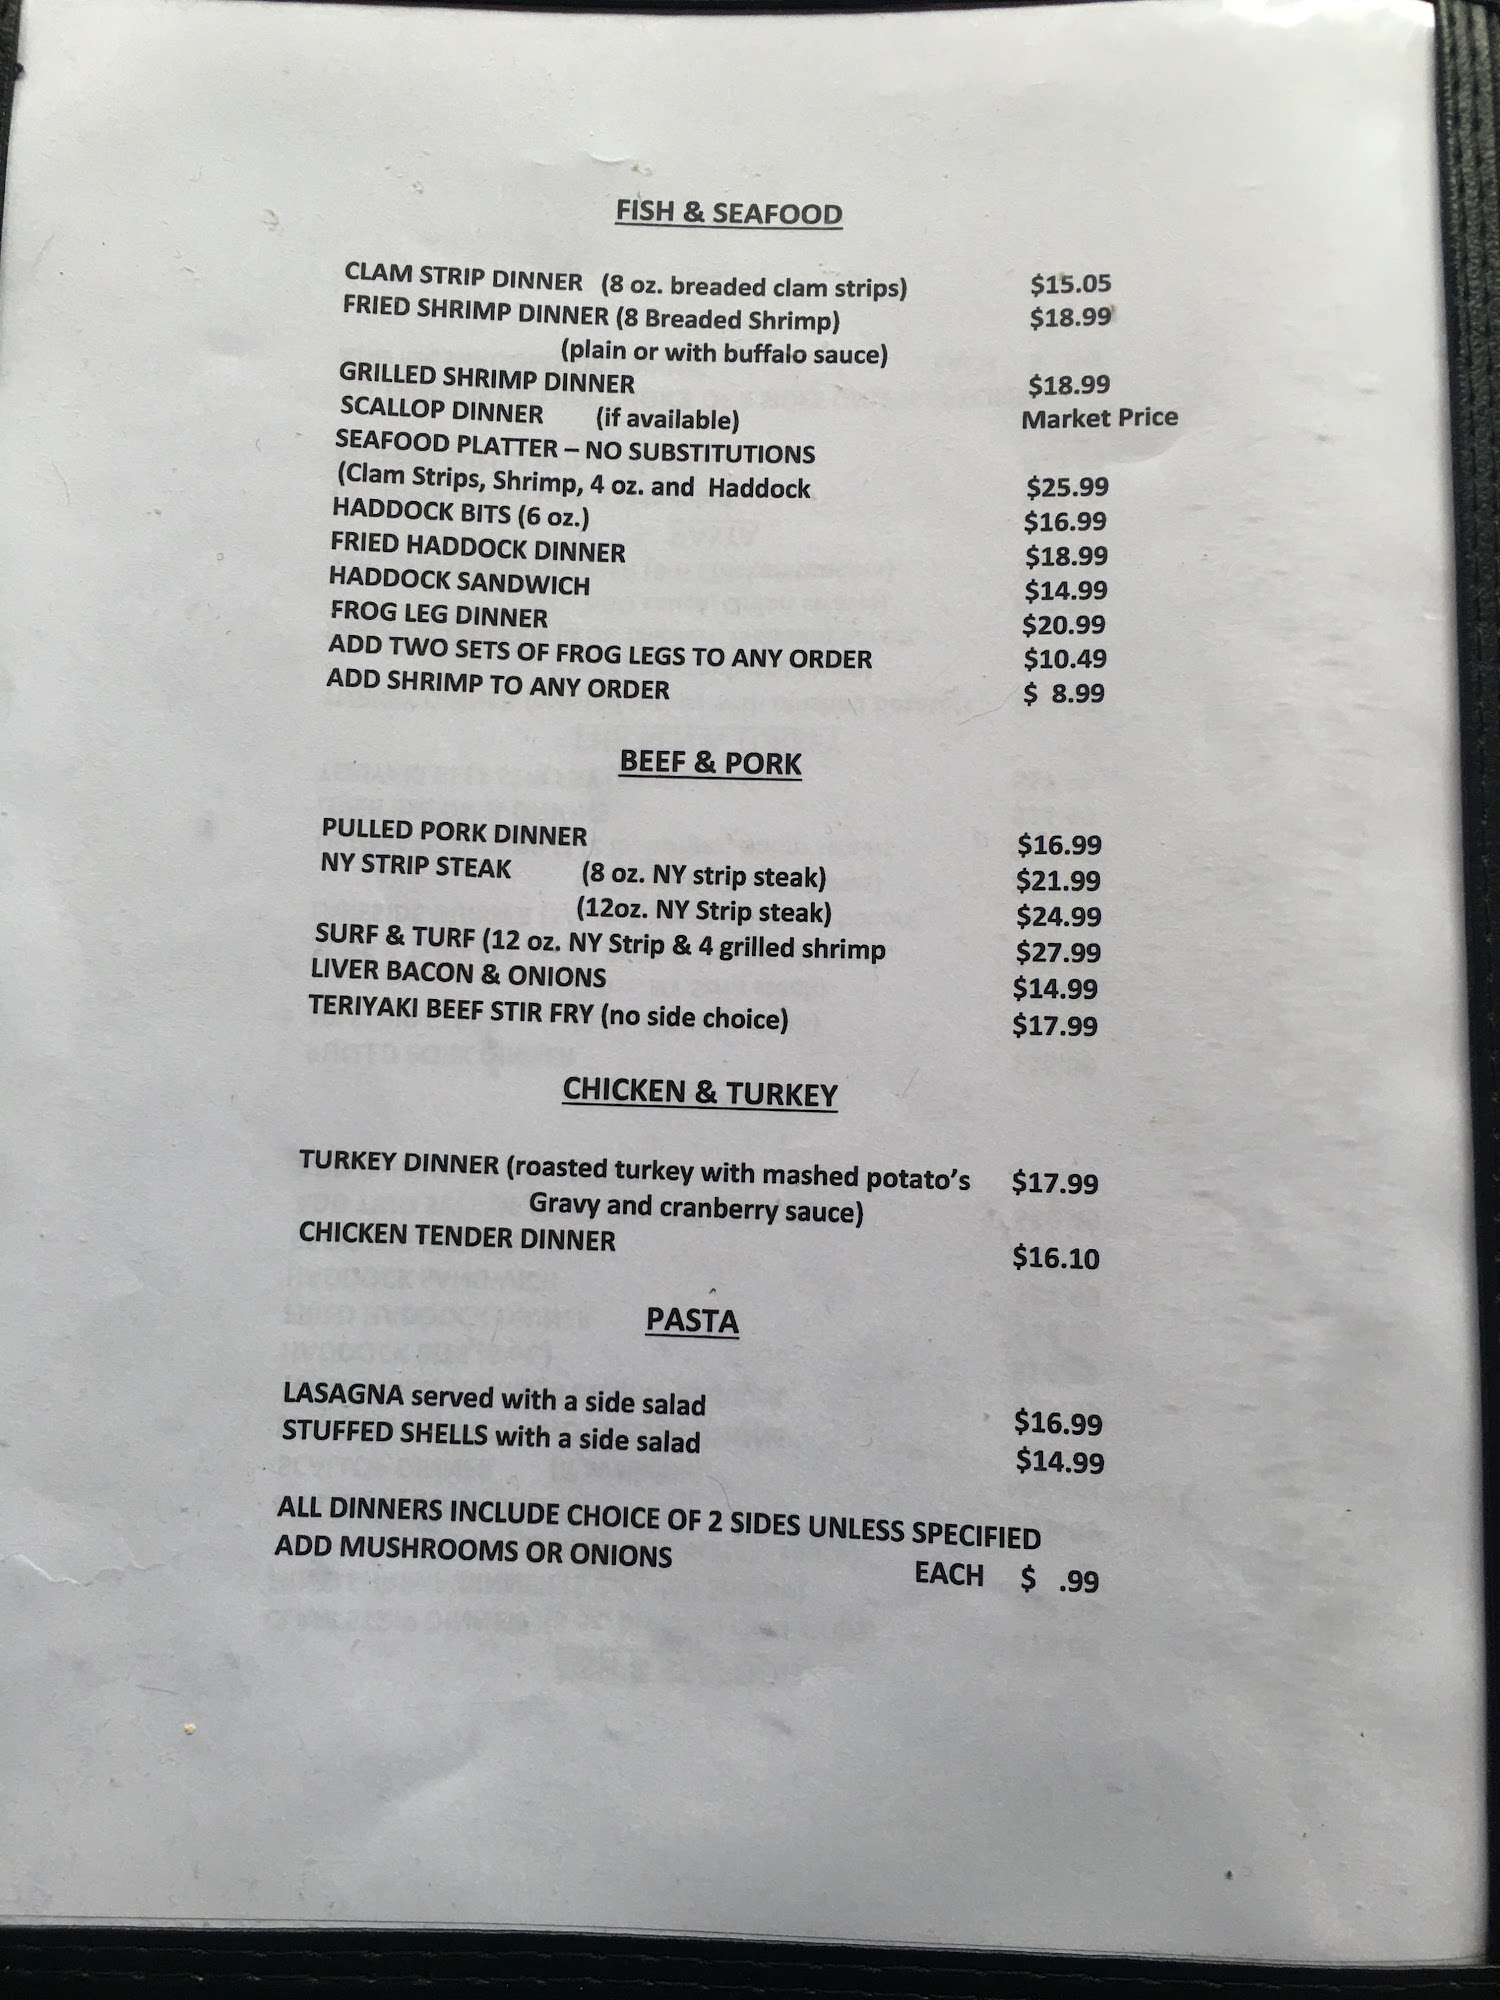 FISH & SEAFOOD
CLAM STRIP DINNER (8 oz. breaded clam strips) $15.05
FRIED SHRIMP DINNER (8 Breaded Shrimp) $18.99
(plain or with buffalo sauce)
GRILLED SHRIMP DINNER $18.99
SCALLOP DINNER (if available) Market Price
SEAFOOD PLATTER – NO SUBSTITUTIONS
(Clam Strips, Shrimp, 4 oz. and Haddock $25.99
HADDOCK BITS (6 oz.) $16.99
FRIED HADDOCK DINNER $18.99
HADDOCK SANDWICH $14.99
FROG LEG DINNER $20.99
ADD TWO SETS OF FROG LEGS TO ANY ORDER $10.49
ADD SHRIMP TO ANY ORDER $ 8.99
BEEF & PORK
PULLED PORK DINNER $16.99
NY STRIP STEAK (8 oz. NY strip steak) $21.99
(12oz. NY Strip steak) $24.99
SURF & TURF (12 oz. NY Strip & 4 grilled shrimp $27.99
LIVER BACON & ONIONS $14.99
TERIYAKI BEEF STIR FRY (no side choice) $17.99
CHICKEN & TURKEY
TURKEY DINNER (roasted turkey with mashed potato’s $17.99
Gravy and cranberry sauce)
CHICKEN TENDER DINNER $16.10
PASTA
LASAGNA served with a side salad $16.99
STUFFED SHELLS with a side salad $14.99
ALL DINNERS INCLUDE CHOICE OF 2 SIDES UNLESS SPECIFIED
ADD MUSHROOMS OR ONIONS EACH $ .99